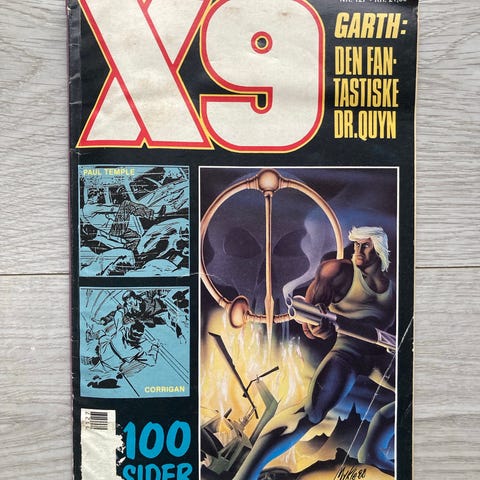 X9
GARTH:
DEN FAN-
TASTISKE
DR.QUYN
PAUL TEMPLE
CORRIGAN
100
SIDER